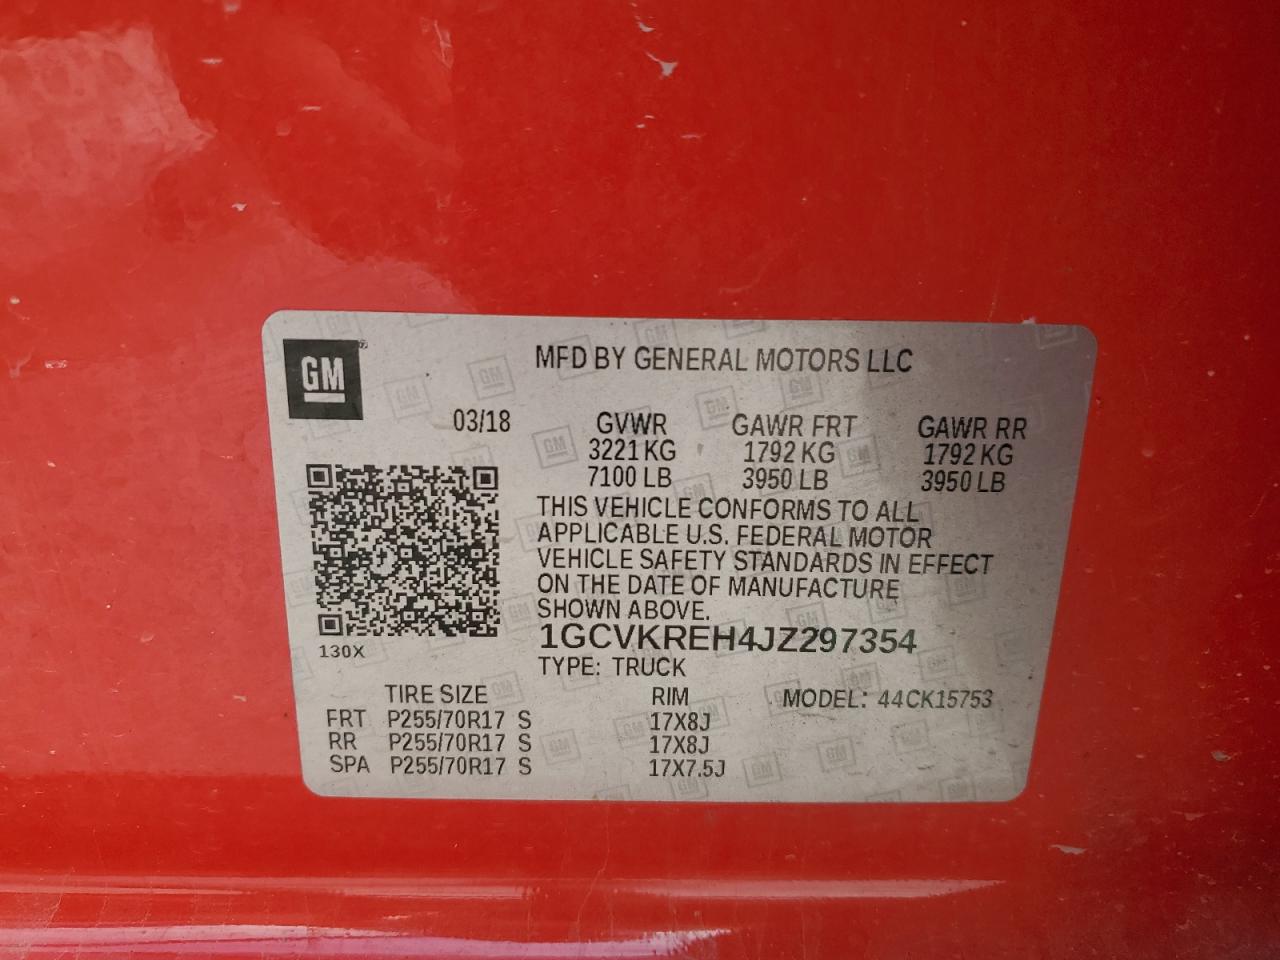 GM
MFD BY GENERAL MOTORS LLC
03/18 GVWR GAWR FRT GAWR RR
3221 KG 1792 KG 1792 KG
7100 LB 3950 LB 3950 LB
THIS VEHICLE CONFORMS TO ALL
APPLICABLE U.S. FEDERAL MOTOR
VEHICLE SAFETY STANDARDS IN EFFECT
ON THE DATE OF MANUFACTURE
SHOWN ABOVE.
1GCVKREH4JZ297354
130X
TYPE: TRUCK
TIRE SIZE RIM MODEL: 44CK15753
FRT P255/70R17 S 17X8J
RR P255/70R17 S 17X8J
SPA P255/70R17 S 17X7.5J